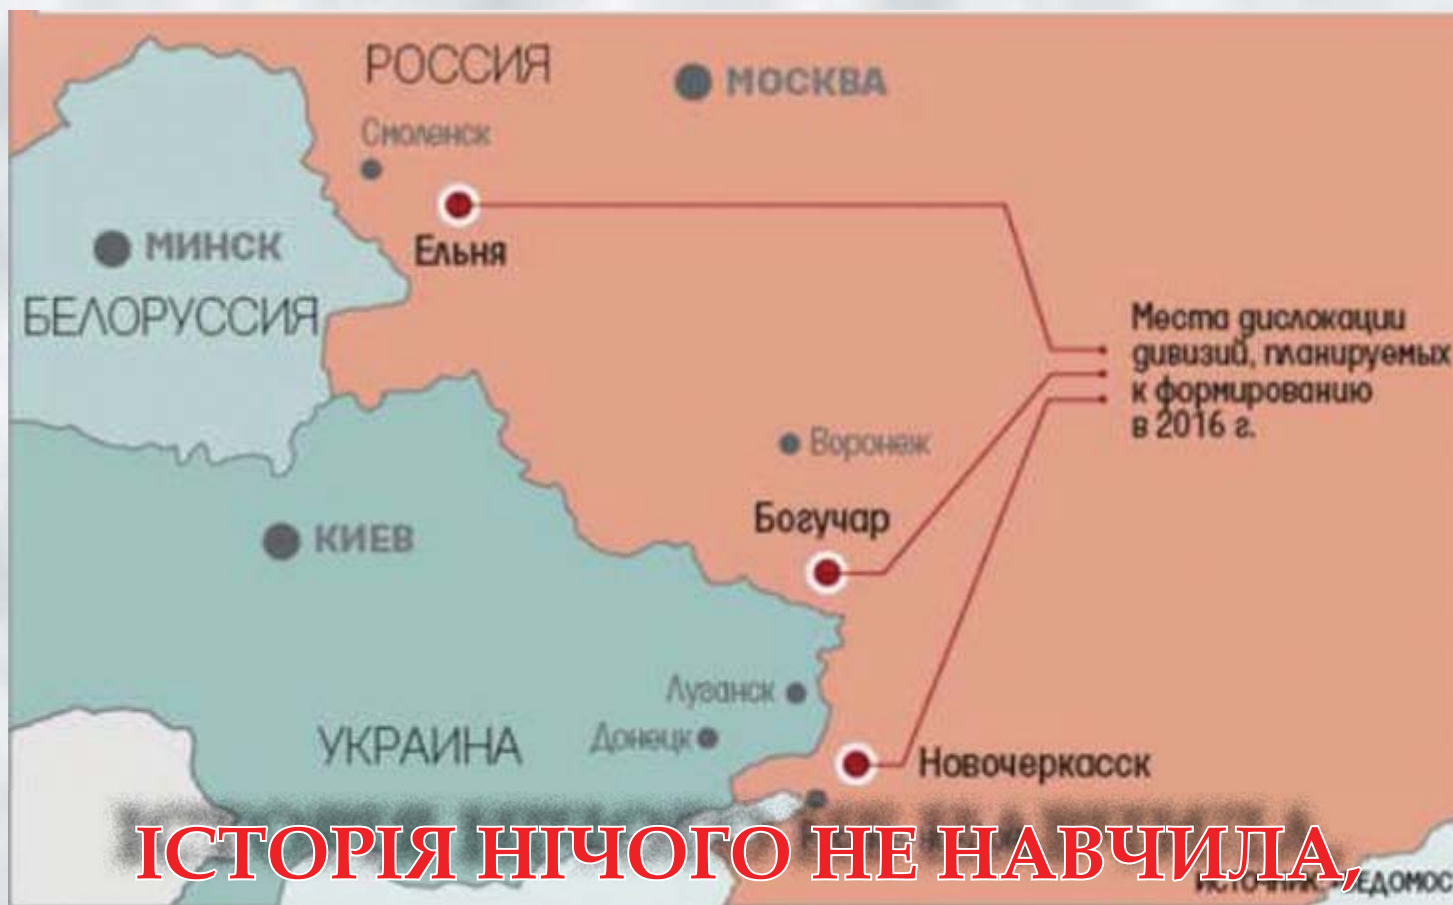 РОССИЯ
МОСКВА
Смоленск
Ельня
МИНСК
БЕЛОРУССИЯ
Места дислокации
дивизий, планируемых
к формированию
в 2016 г.
Воронеж
Богучар
КИЕВ
Луганск
УКРАИНА
Донецк
Новочеркасск
ІСТОРІЯ НІЧОГО НЕ НАВЧИЛА,